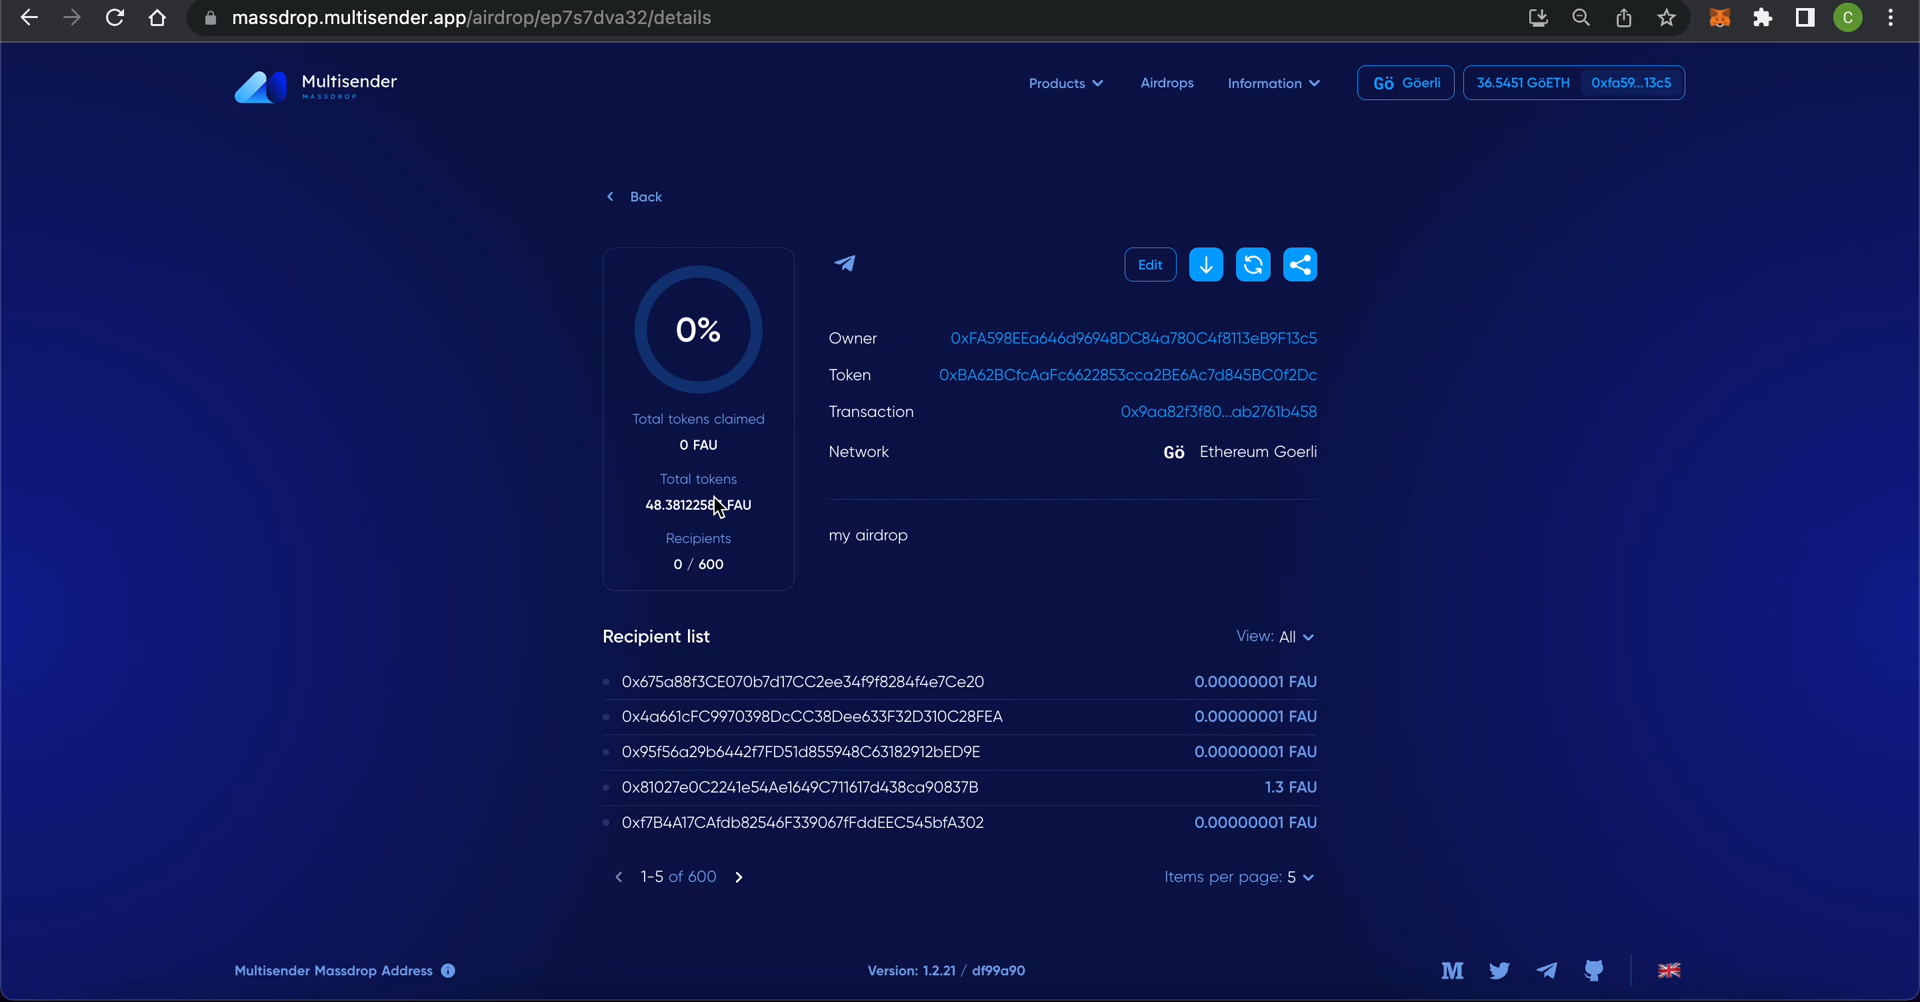 massdrop.multisender.app/airdrop/ep7s7dva32/details
C
Multisender
MASSDROP
Products
Airdrops
Information
Gö Göerli
36.5451 GöETH 0xfa59...13c5
Back
0%
Total tokens claimed
0 FAU
Total tokens
FAU
Recipients
0 / 600
Edit
Owner 0xFA598EEa646d96948DC84a780C4f8113eB9F13c5
Token 0xBA62BCfcAaFc6622853cca2BE6Ac7d845BC0f2Dc
Transaction 0x9aa82f3f80...ab2761b458
Network Gö Ethereum Goerli
my airdrop
Recipient list
View: All
0x675a88f3CE070b7d17CC2ee34f9f8284f4e7Ce20 0.00000001 FAU
0x4a661cFC9970398DcCC38Dee633F32D310C28FEA 0.00000001 FAU
0x95f56a29b6442f7FD51d855948C63182912bED9E 0.00000001 FAU
0x81027e0C2241e54Ae1649C711617d438ca90837B 1.3 FAU
0xf7B4A17CAfdb82546F339067fFddEEC545bfA302 0.00000001 FAU
1-5 of 600
Items per page: 5
Multisender Massdrop Address
Version: 1.2.21 / df99a90